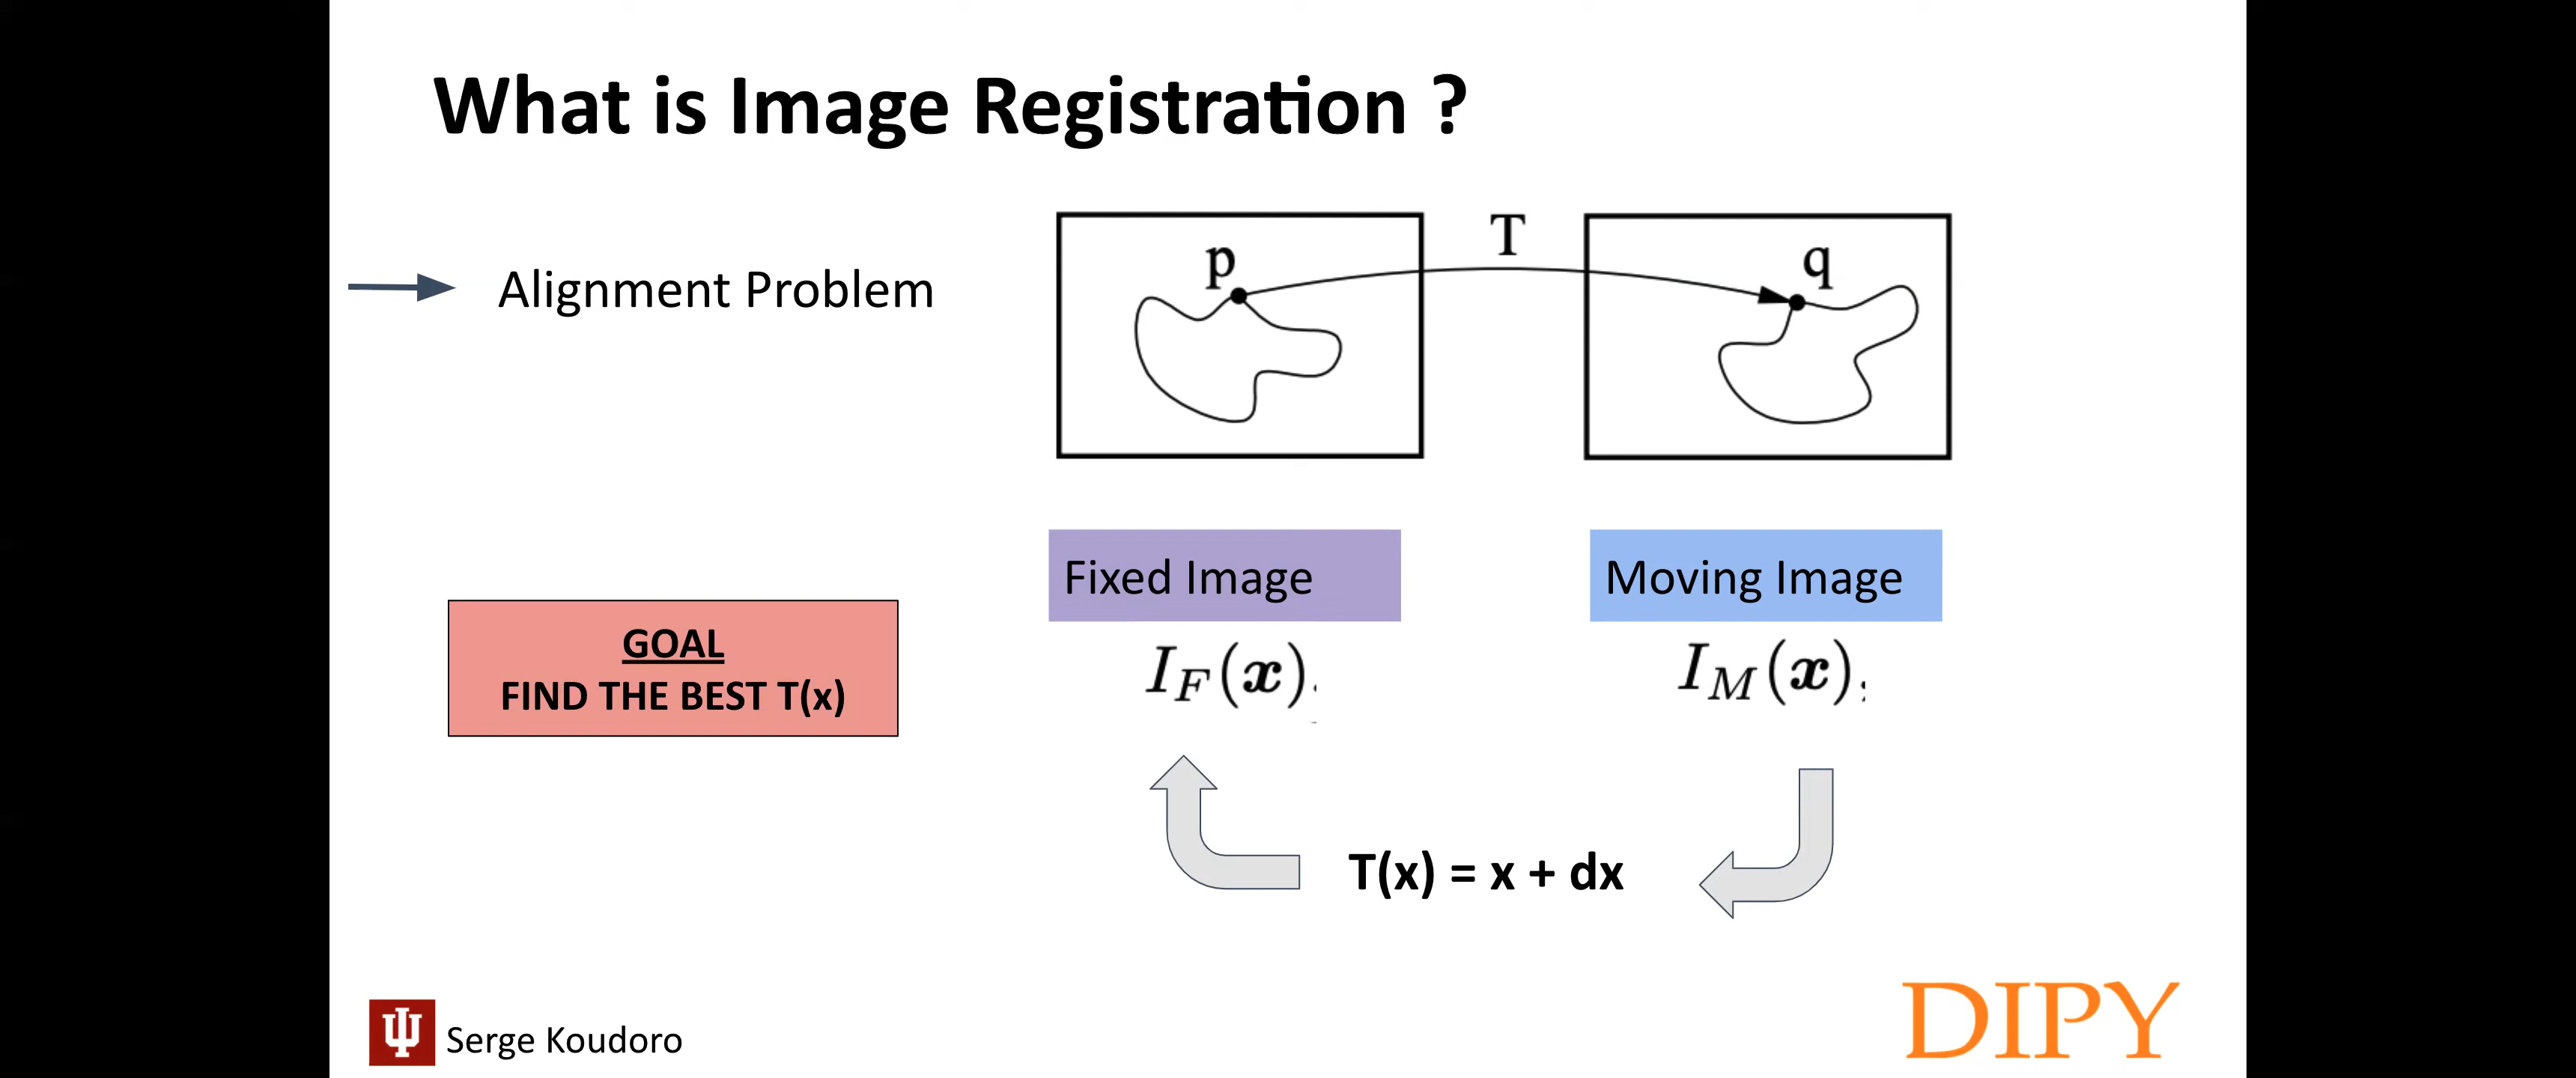 What is Image Registration ?
Alignment Problem
p
T
q
Fixed Image
Moving Image
I_F(x)
I_M(x)
GOAL
FIND THE BEST T(x)
T(x) = x + dx
Serge Koudoro
DIPY